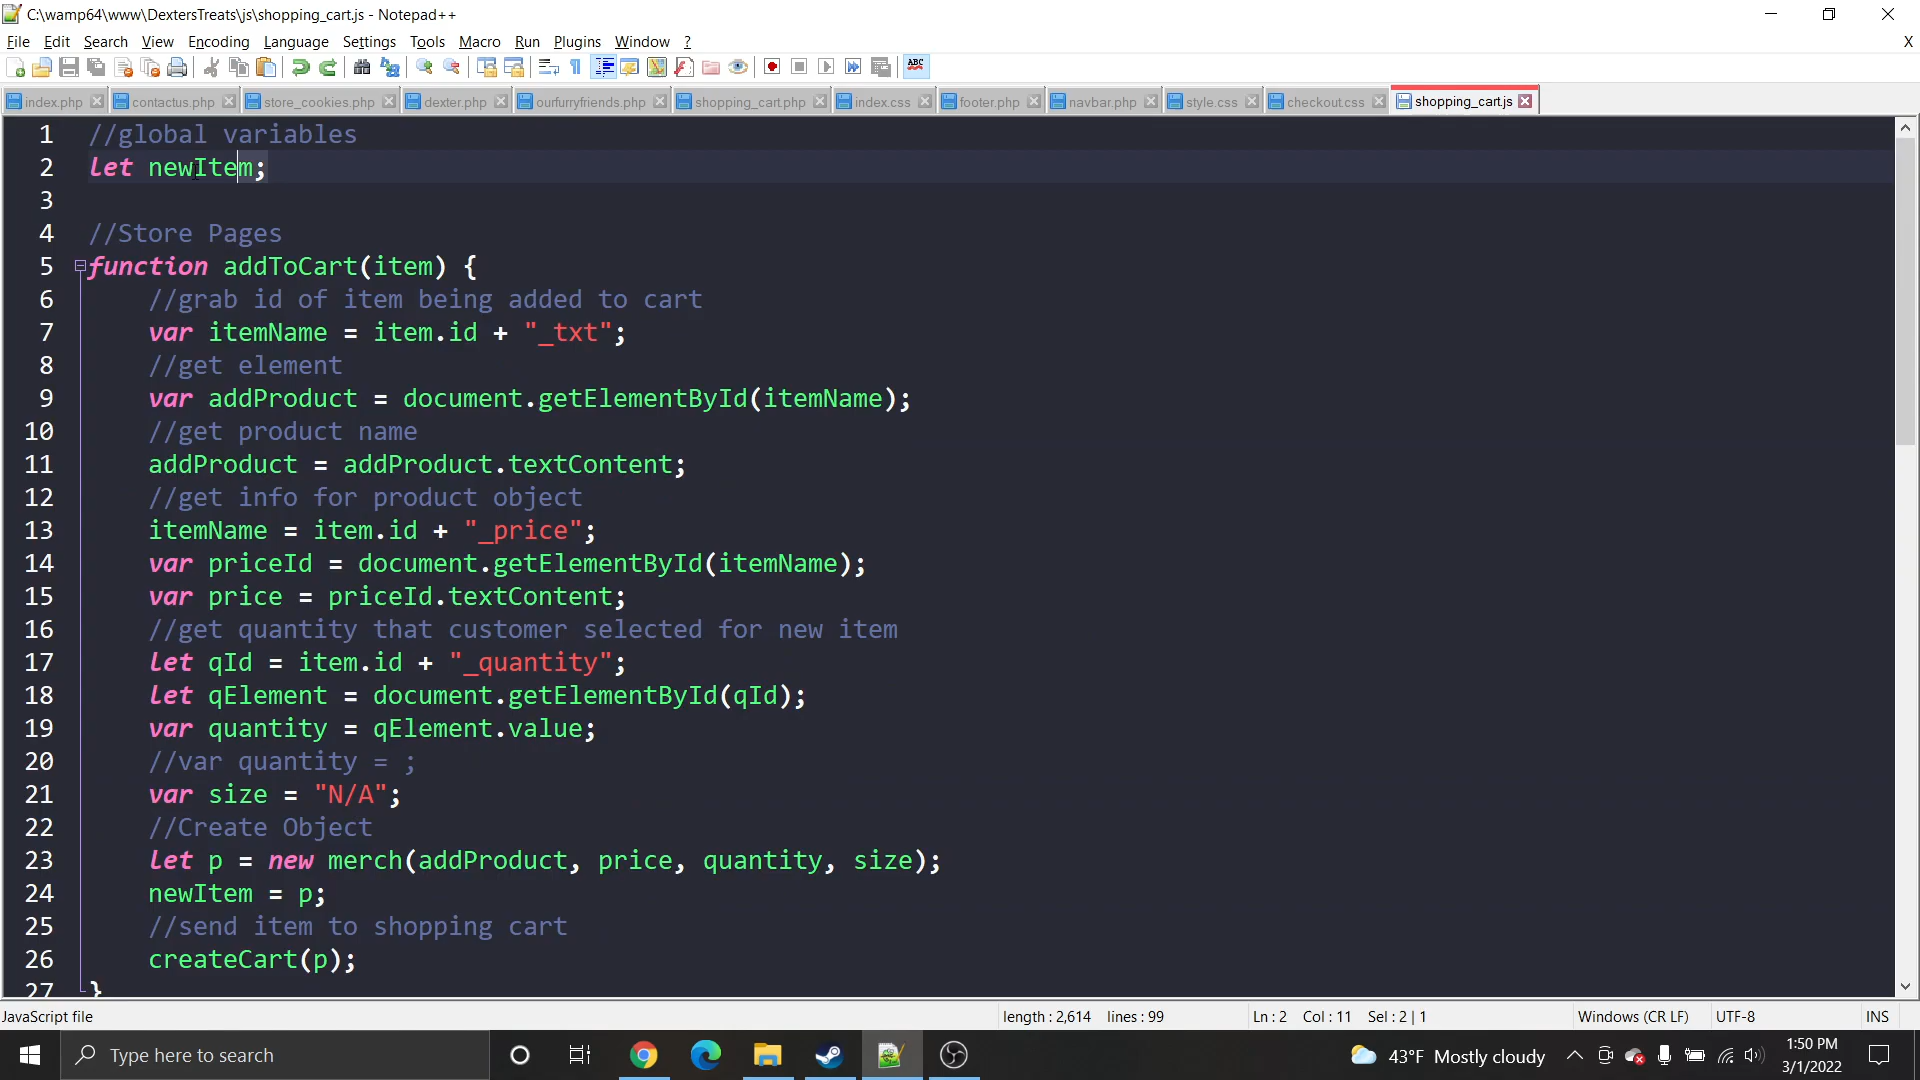 C:\wamp64\www\DextersTreats\js\shopping_cart.js - Notepad++
File Edit Search View Encoding Language Settings Tools Macro Run Plugins Window ? X
ABC
index.php contactus.php store_cookies.php dexter.php ourfurryfriends.php shopping_cart.php index.css footer.php navbar.php style.css checkout.css shopping_cart.js
1 //global variables
2 let newItem;
3
4 //Store Pages
5 function addToCart(item) {
6 //grab id of item being added to cart
7 var itemName = item.id + "_txt";
8 //get element
9 var addProduct = document.getElementById(itemName);
10 //get product name
11 addProduct = addProduct.textContent;
12 //get info for product object
13 itemName = item.id + "_price";
14 var priceId = document.getElementById(itemName);
15 var price = priceId.textContent;
16 //get quantity that customer selected for new item
17 let qId = item.id + "_quantity";
18 let qElement = document.getElementById(qId);
19 var quantity = qElement.value;
20 //var quantity = ;
21 var size = "N/A";
22 //Create Object
23 let p = new merch(addProduct, price, quantity, size);
24 newItem = p;
25 //send item to shopping cart
26 createCart(p);
27 }
JavaScript file length : 2,614 lines : 99 Ln : 2 Col : 11 Sel : 2 | 1 Windows (CR LF) UTF-8 INS
Type here to search 43°F Mostly cloudy 1:50 PM
3/1/2022